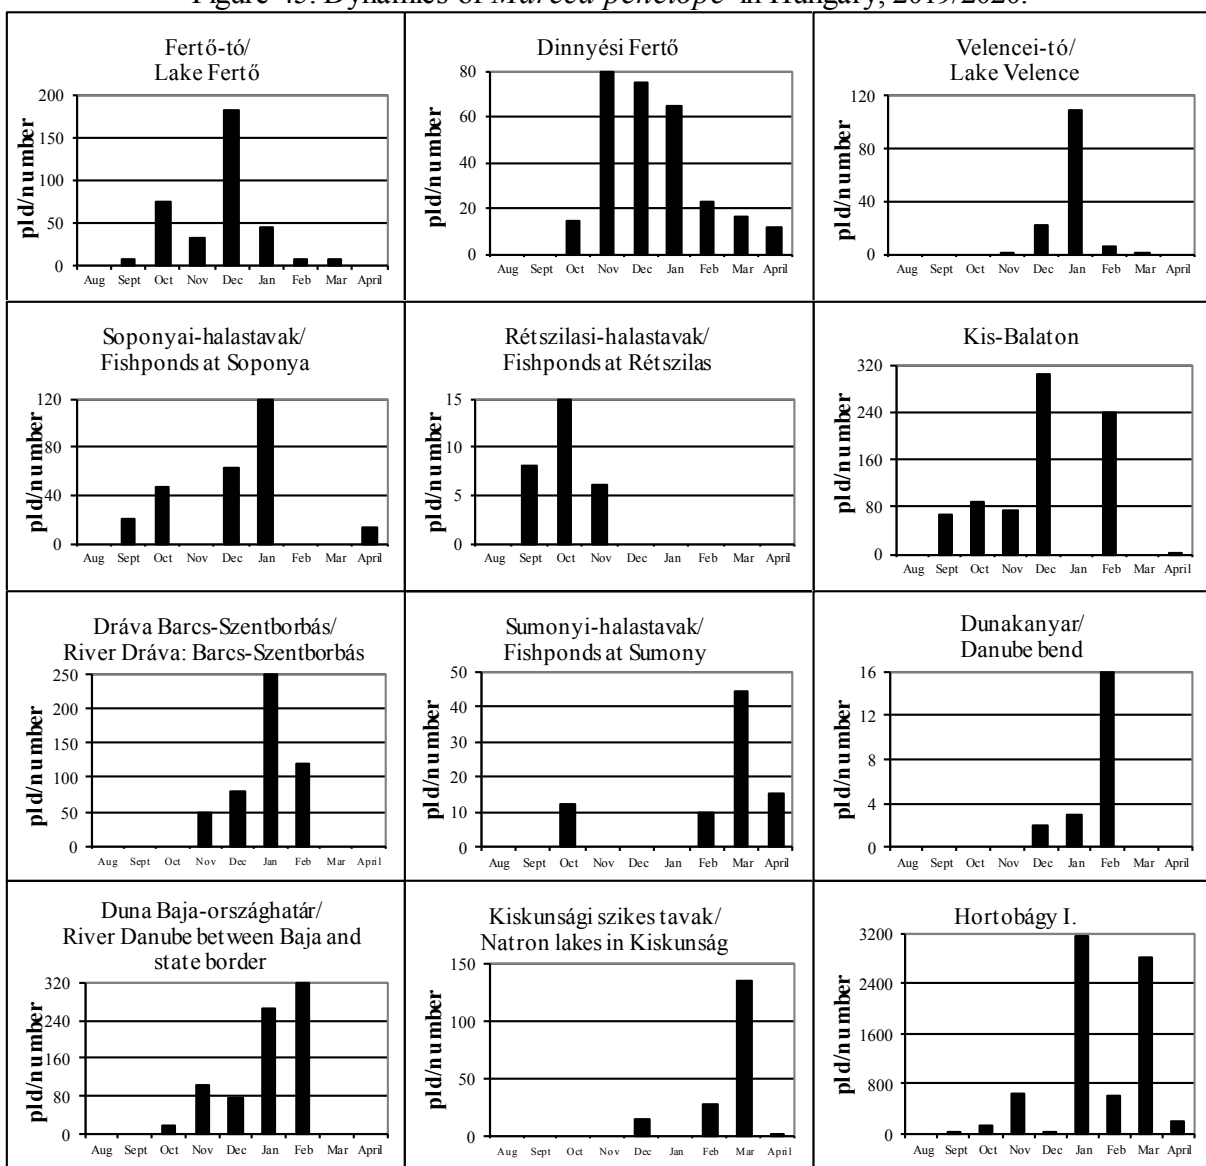 Figure 45. Dynamics of Mareca penelope in Hungary, 2019/2020.
Fertő-tó/
Lake Fertő
pld/number
200
150
100
50
0
Aug Sept Oct Nov Dec Jan Feb Mar April
Dinnyési Fertő
80
60
40
20
0
Aug Sept Oct Nov Dec Jan Feb Mar April
Velencei-tó/
Lake Velence
pld/number
120
80
40
0
Aug Sept Oct Nov Dec Jan Feb Mar April
Soponyai-halastavak/
Fishponds at Soponya
pld/number
120
80
40
0
Aug Sept Oct Nov Dec Jan Feb Mar April
Rétszilasi-halastavak/
Fishponds at Rétszilas
pld/number
15
10
5
0
Aug Sept Oct Nov Dec Jan Feb Mar April
Kis-Balaton
pld/number
320
240
160
80
0
Aug Sept Oct Nov Dec Jan Feb Mar April
Dráva Barcs-Szentborbás/
River Dráva: Barcs-Szentborbás
pld/number
250
200
150
100
50
0
Aug Sept Oct Nov Dec Jan Feb Mar April
Sumonyi-halastavak/
Fishponds at Sumony
pld/number
50
40
30
20
10
0
Aug Sept Oct Nov Dec Jan Feb Mar April
Dunakanyar/
Danube bend
pld/number
16
12
8
4
0
Aug Sept Oct Nov Dec Jan Feb Mar April
Duna Baja-országhatár/
River Danube between Baja and
state border
pld/number
320
240
160
80
0
Aug Sept Oct Nov Dec Jan Feb Mar April
Kiskunsági szikes tavak/
Natron lakes in Kiskunság
pld/number
150
100
50
0
Aug Sept Oct Nov Dec Jan Feb Mar April
Hortobágy I.
pld/number
3200
2400
1600
800
0
Aug Sept Oct Nov Dec Jan Feb Mar April